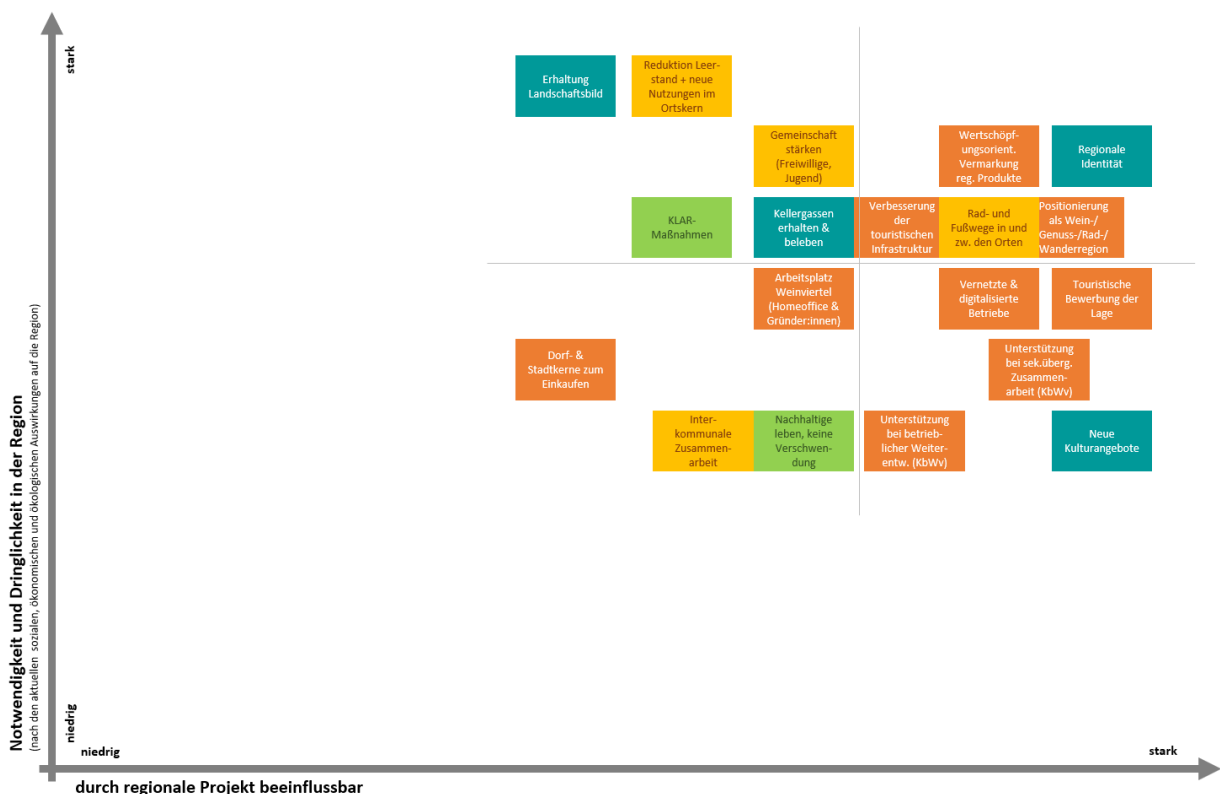 stark
Erhaltung
Landschaftsbild
Reduktion Leer-
stand + neue
Nutzungen im
Ortskern
Gemeinschaft
stärken
(Freiwillige,
Jugend)
Wertschöpf-
ungsorient.
Vermarkung
reg. Produkte
Regionale
Identität
KLAR-
Maßnahmen
Kellergassen
erhalten &
beleben
Verbesserung
der
touristischen
Infrastruktur
Rad- und
Fußwege in und
zw. den Orten
Positionierung
als Wein-/
Genuss-/Rad-/
Wanderregion
Arbeitsplatz
Weinviertel
(Homeoffice &
Gründer:innen)
Vernetzte &
digitalisierte
Betriebe
Touristische
Bewerbung der
Lage
Dorf- &
Stadtkerne zum
Einkaufen
Unterstützung
bei sek.überg.
Zusammen-
arbeit (KbWv)
Inter-
kommunale
Zusammen-
arbeit
Nachhaltige
leben, keine
Verschwen-
dung
Unterstützung
bei betrieb-
licher Weiter-
entw. (KbWv)
Neue
Kulturangebote
Notwendigkeit und Dringlichkeit in der Region
(nach den aktuellen sozialen, ökonomischen und ökologischen Auswirkungen auf die Region)
niedrig
niedrig
stark
durch regionale Projekt beeinflussbar